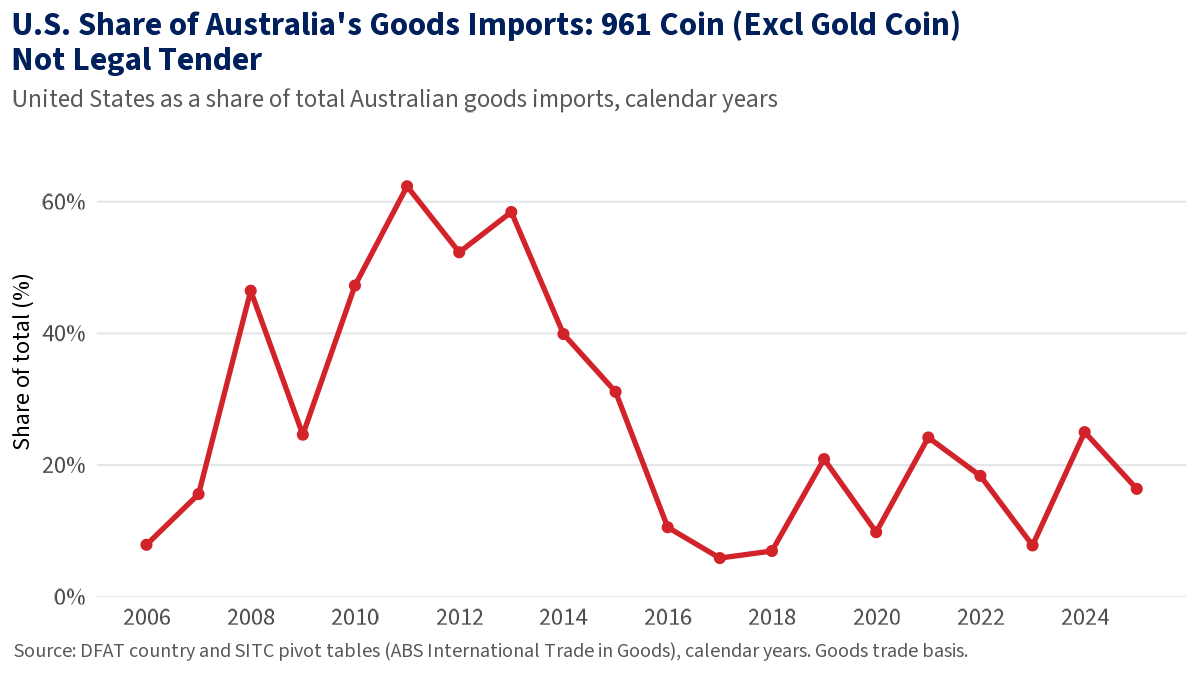 U.S. Share of Australia's Goods Imports: 961 Coin (Excl Gold Coin)
Not Legal Tender
United States as a share of total Australian goods imports, calendar years
Share of total (%)
60%
40%
20%
0%
2006 2008 2010 2012 2014 2016 2018 2020 2022 2024
Source: DFAT country and SITC pivot tables (ABS International Trade in Goods), calendar years. Goods trade basis.